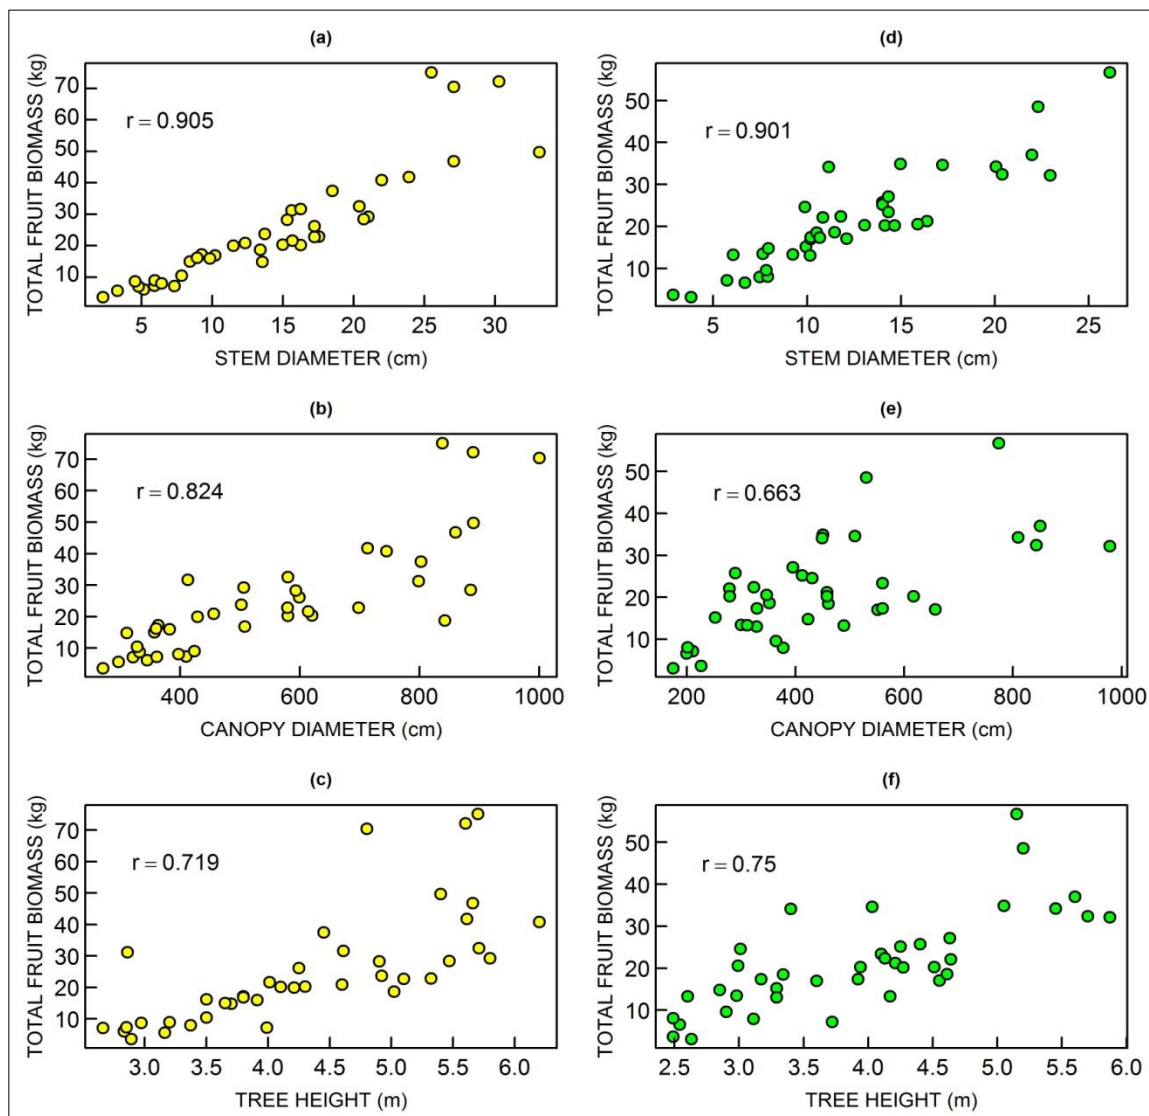 (a)
TOTAL FRUIT BIOMASS (kg)
70
60
50
40
30
20
10
r = 0.905
5 10 15 20 25 30
STEM DIAMETER (cm)
(d)
TOTAL FRUIT BIOMASS (kg)
50
40
30
20
10
r = 0.901
5 10 15 20 25
STEM DIAMETER (cm)
(b)
TOTAL FRUIT BIOMASS (kg)
70
60
50
40
30
20
10
r = 0.824
400 600 800 1000
CANOPY DIAMETER (cm)
(e)
TOTAL FRUIT BIOMASS (kg)
50
40
30
20
10
r = 0.663
200 400 600 800 1000
CANOPY DIAMETER (cm)
(c)
TOTAL FRUIT BIOMASS (kg)
70
60
50
40
30
20
10
r = 0.719
3.0 3.5 4.0 4.5 5.0 5.5 6.0
TREE HEIGHT (m)
(f)
TOTAL FRUIT BIOMASS (kg)
50
40
30
20
10
r = 0.75
2.5 3.0 3.5 4.0 4.5 5.0 5.5 6.0
TREE HEIGHT (m)